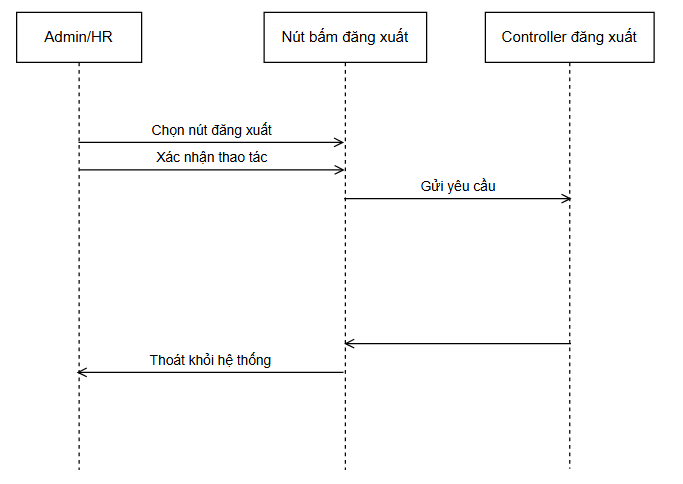 Admin/HR
Nút bấm đăng xuất
Controller đăng xuất
Chọn nút đăng xuất
Xác nhận thao tác
Gửi yêu cầu
Thoát khỏi hệ thống